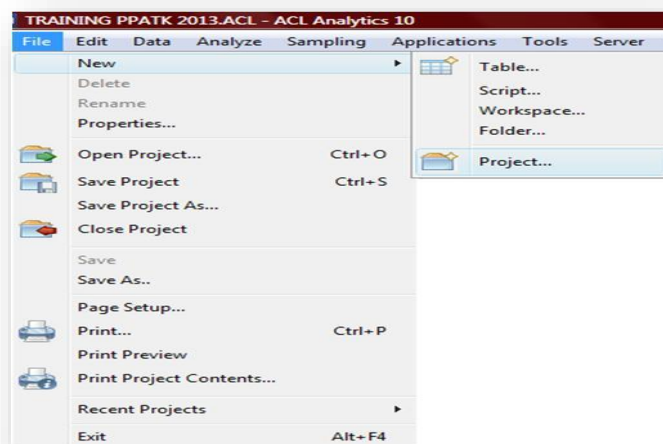 TRAINING PPATK 2013.ACL - ACL Analytics 10
File Edit Data Analyze Sampling Applications Tools Server
New
Delete
Rename
Properties...
Open Project... Ctrl+O
Save Project Ctrl+S
Save Project As...
Close Project
Save
Save As..
Page Setup...
Print... Ctrl+P
Print Preview
Print Project Contents...
Recent Projects
Exit Alt+F4
Table...
Script...
Workspace...
Folder...
Project...